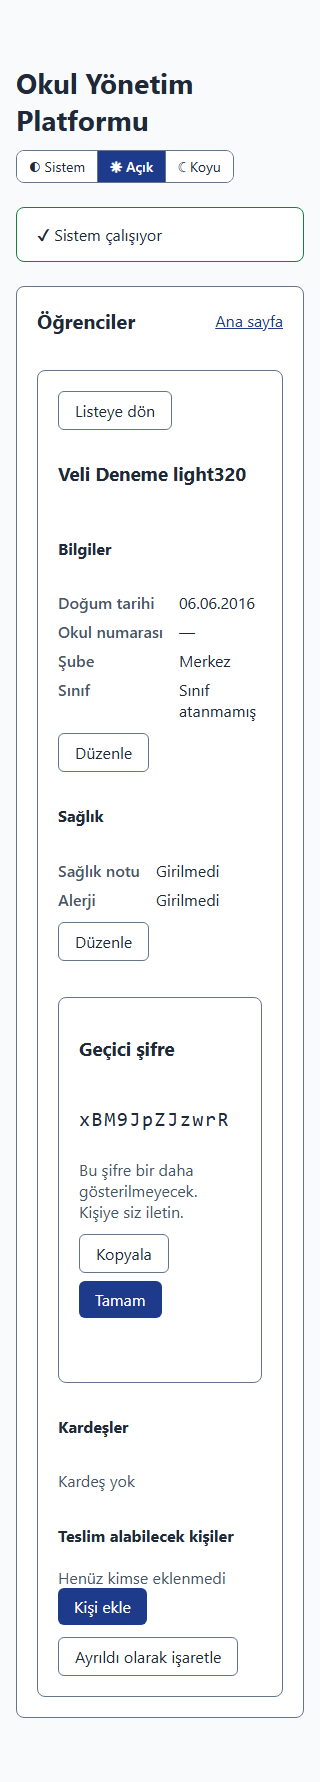 Okul Yönetim
Platformu
Sistem
Açık
Koyu
✓ Sistem çalışıyor
Öğrenciler
Ana sayfa
Listeye dön
Veli Deneme light320
Bilgiler
Doğum tarihi 06.06.2016
Okul numarası —
Şube Merkez
Sınıf Sınıf
atanmamış
Düzenle
Sağlık
Sağlık notu Girilmedi
Alerji Girilmedi
Düzenle
Geçici şifre
xBM9JpZJzwrR
Bu şifre bir daha
gösterilmeyecek.
Kişiye siz iletin.
Kopyala
Tamam
Kardeşler
Kardeş yok
Teslim alabilecek kişiler
Henüz kimse eklenmedi
Kişi ekle
Ayrıldı olarak işaretle